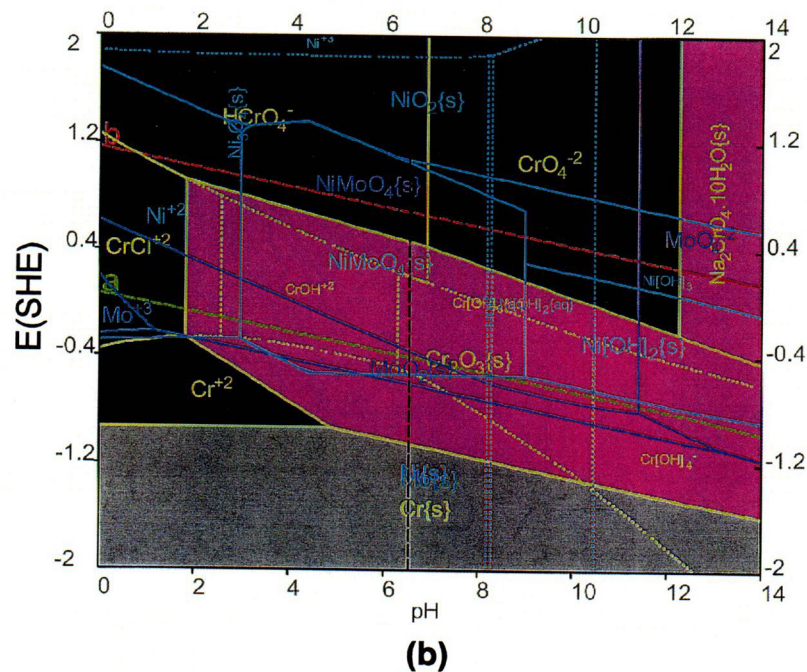 0 2 4 6 8 10 12 14
2 2
Ni+3
NiO2{s}
HCrO4-
1.2 1.2
b
CrO4-2
NiMoO4{s}
Na2CrO4.10H2O{s}
Ni+2
CrCl+2
0.4 0.4
NiMoO4{s}
a
CrOH+2
Ni[OH]3
Mo+3
Ni[OH]2{s}
Cr2O3{s}
-0.4 -0.4
Cr+2
E(SHE)
Cr[OH]4-
-1.2 -1.2
Cr{s}
-2 -2
0 2 4 6 8 10 12 14
pH
(b)